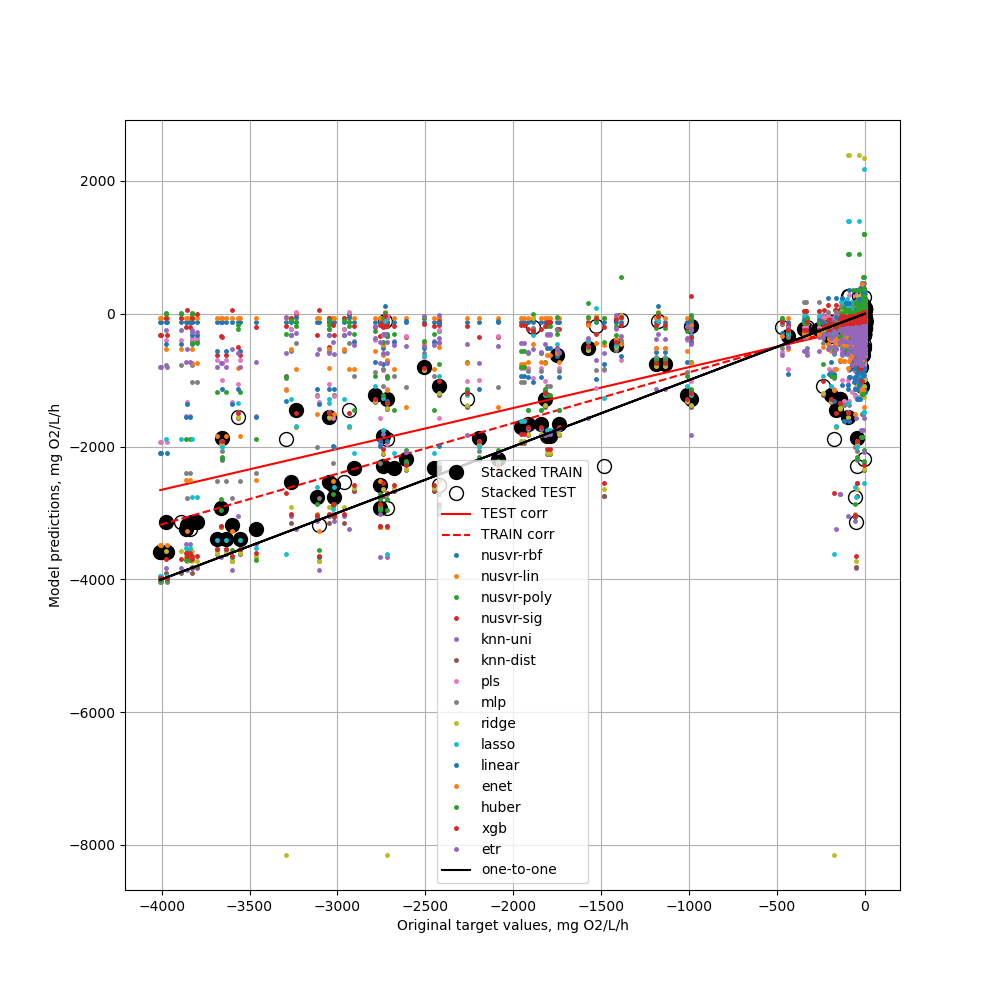 2000
0
−2000
−4000
−6000
−8000
Model predictions, mg O2/L/h
Stacked TRAIN
Stacked TEST
TEST corr
TRAIN corr
nusvr-rbf
nusvr-lin
nusvr-poly
nusvr-sig
knn-uni
knn-dist
pls
mlp
ridge
lasso
linear
enet
huber
xgb
etr
one-to-one
−4000 −3500 −3000 −2500 −2000 −1500 −1000 −500 0
Original target values, mg O2/L/h